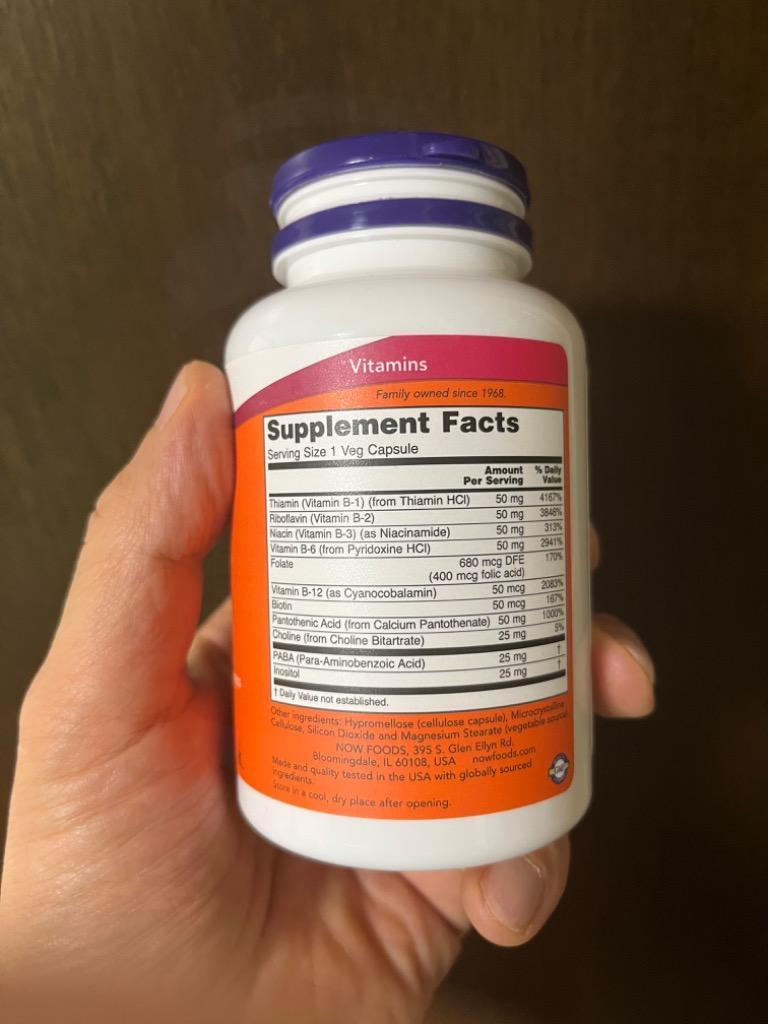 Vitamins
Family owned since 1968.
Supplement Facts
Serving Size 1 Veg Capsule
Amount Per Serving % Daily Value
Thiamin (Vitamin B-1) (from Thiamin HCl) 50 mg 4167%
Riboflavin (Vitamin B-2) 50 mg 3846%
Niacin (Vitamin B-3) (as Niacinamide) 50 mg 313%
Vitamin B-6 (from Pyridoxine HCl) 50 mg 2941%
Folate 680 mcg DFE 170%
(400 mcg folic acid)
Vitamin B-12 (as Cyanocobalamin) 50 mcg 2083%
Biotin 50 mcg 167%
Pantothenic Acid (from Calcium Pantothenate) 50 mg 1000%
Choline (from Choline Bitartrate) 25 mg 5%
PABA (Para-Aminobenzoic Acid) 25 mg †
Inositol 25 mg †
† Daily Value not established.
Other ingredients: Hypromellose (cellulose capsule), Microcrystalline
Cellulose, Silicon Dioxide and Magnesium Stearate (vegetable source)
NOW FOODS, 395 S. Glen Ellyn Rd.
Bloomingdale, IL 60108, USA nowfoods.com
Made and quality tested in the USA with globally sourced
ingredients.
Store in a cool, dry place after opening.